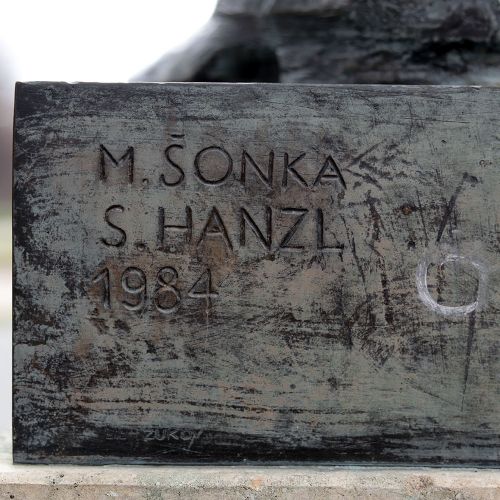 M. ŠONKA
S. HANZL
1984